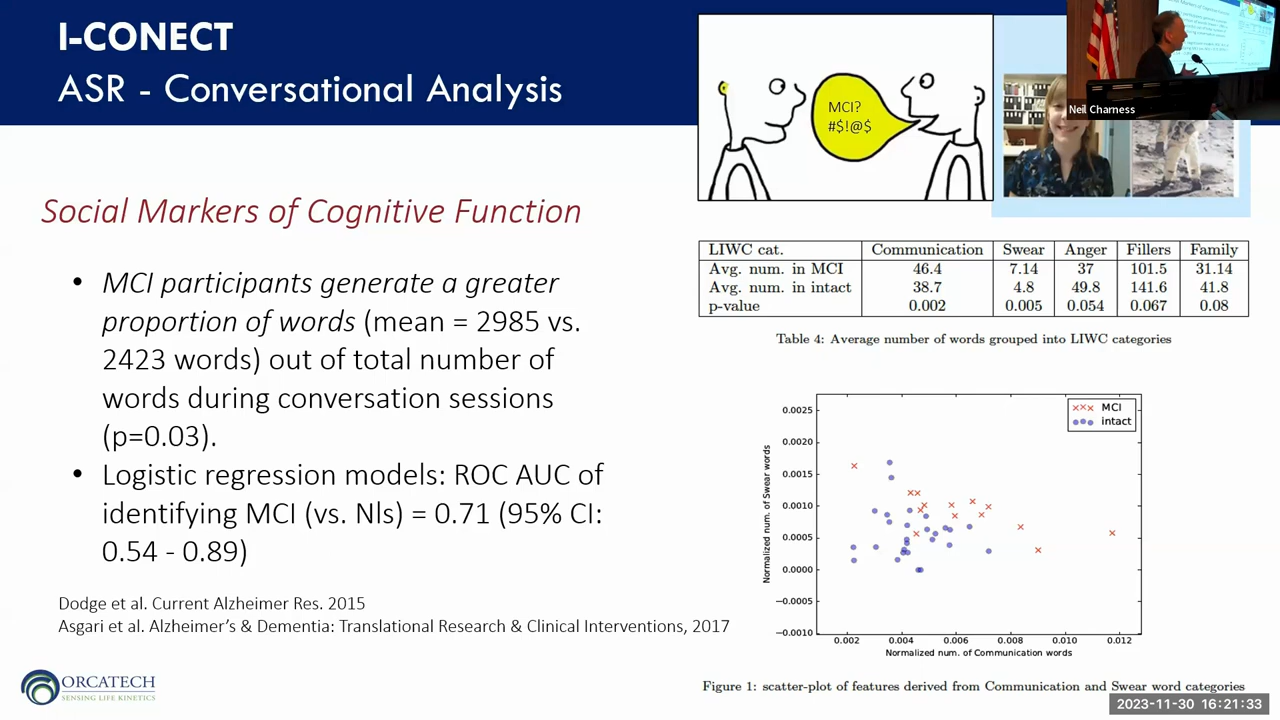 I-CONECT
ASR - Conversational Analysis
MCI?
#$!@$
Neil Charness
Social Markers of Cognitive Function
• MCI participants generate a greater
proportion of words (mean = 2985 vs.
2423 words) out of total number of
words during conversation sessions
(p=0.03).
• Logistic regression models: ROC AUC of
identifying MCI (vs. Nls) = 0.71 (95% CI:
0.54 - 0.89)
Dodge et al. Current Alzheimer Res. 2015
Asgari et al. Alzheimer's & Dementia: Translational Research & Clinical Interventions, 2017
ORCATECH
SENSING LIFE KINETICS
LIWC cat. Communication Swear Anger Fillers Family
Avg. num. in MCI 46.4 7.14 37 101.5 31.14
Avg. num. in intact 38.7 4.8 49.8 141.6 41.8
p-value 0.002 0.005 0.054 0.067 0.08
Table 4: Average number of words grouped into LIWC categories
MCI
intact
Normalized num. of Swear words
0.0025
0.0020
0.0015
0.0010
0.0005
0.0000
−0.0005
−0.0010
0.002 0.004 0.006 0.008 0.010 0.012
Normalized num. of Communication words
Figure 1: scatter-plot of features derived from Communication and Swear word categories
2023-11-30 16:21:33